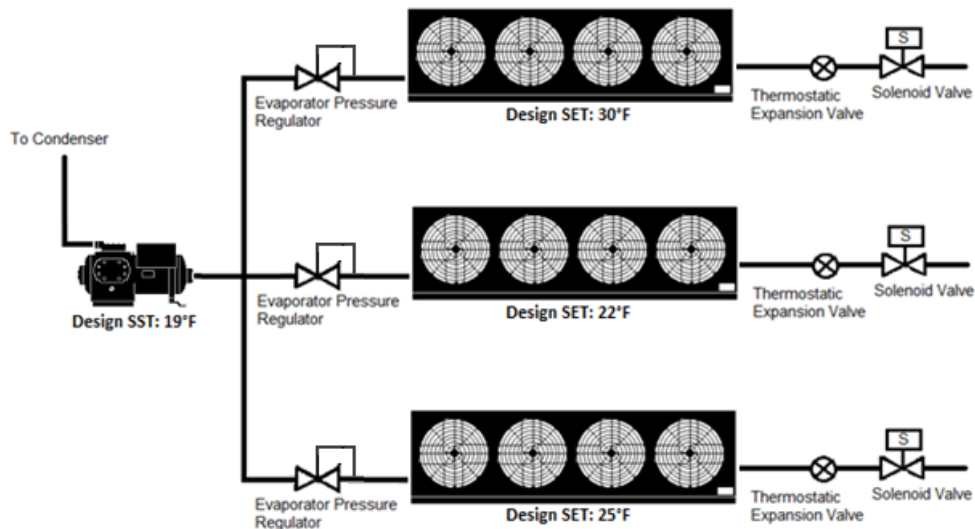 S
Evaporator Pressure
Regulator
Design SET: 30°F
Thermostatic
Expansion Valve
Solenoid Valve
To Condenser
Design SST: 19°F
S
Evaporator Pressure
Regulator
Design SET: 22°F
Thermostatic
Expansion Valve
Solenoid Valve
S
Evaporator Pressure
Regulator
Design SET: 25°F
Thermostatic
Expansion Valve
Solenoid Valve